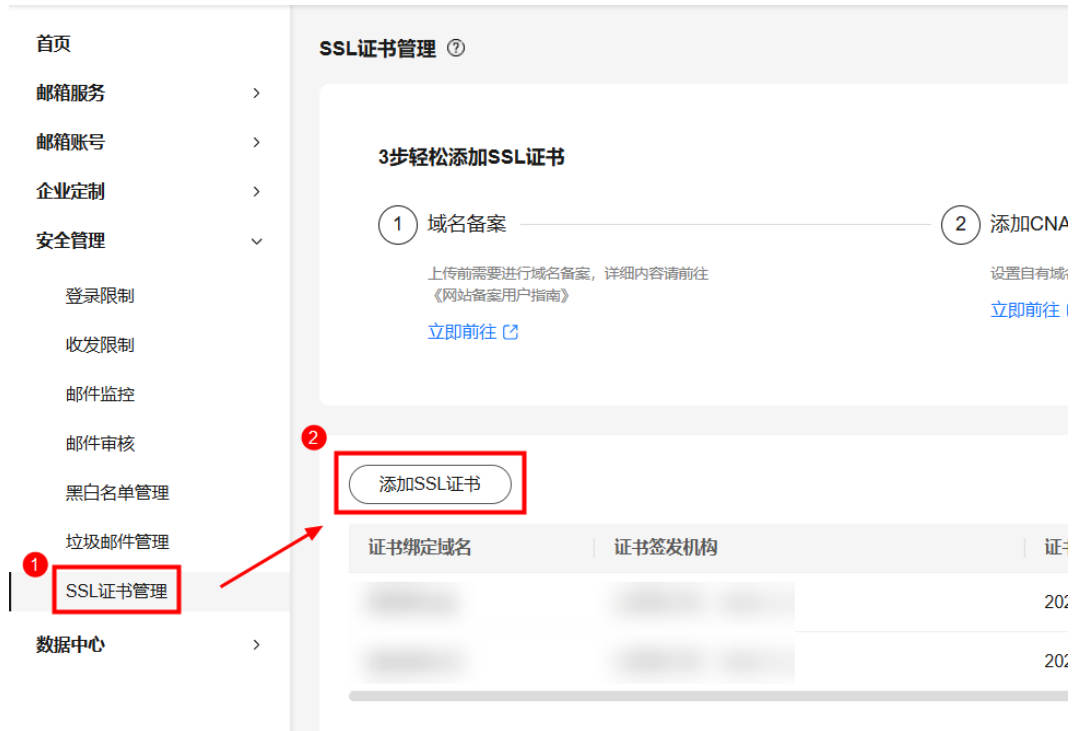 首页
邮箱服务
邮箱账号
企业定制
安全管理
登录限制
收发限制
邮件监控
邮件审核
黑白名单管理
垃圾邮件管理
1
SSL证书管理
数据中心
SSL证书管理 ?
3步轻松添加SSL证书
1 域名备案
上传前需要进行域名备案，详细内容请前往
《网站备案用户指南》
立即前往
2 添加CNA
设置自有域名
立即前往
2
添加SSL证书
证书绑定域名 证书签发机构 证书
202
202